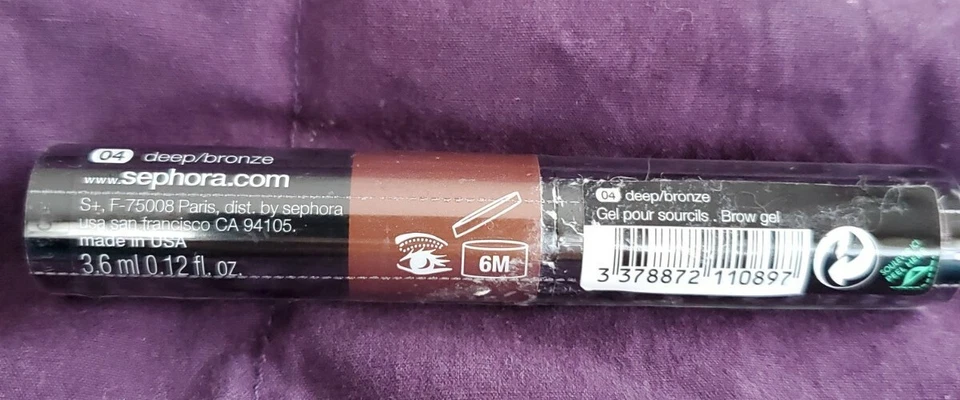 04 deep/bronze
www.sephora.com
S+, F-75008 Paris, dist. by sephora
usa san francisco CA 94105.
made in USA
3.6 ml 0.12 fl. oz.
6M
04 deep/bronze
Gel pour sourcils . Brow gel
3 378872 110897